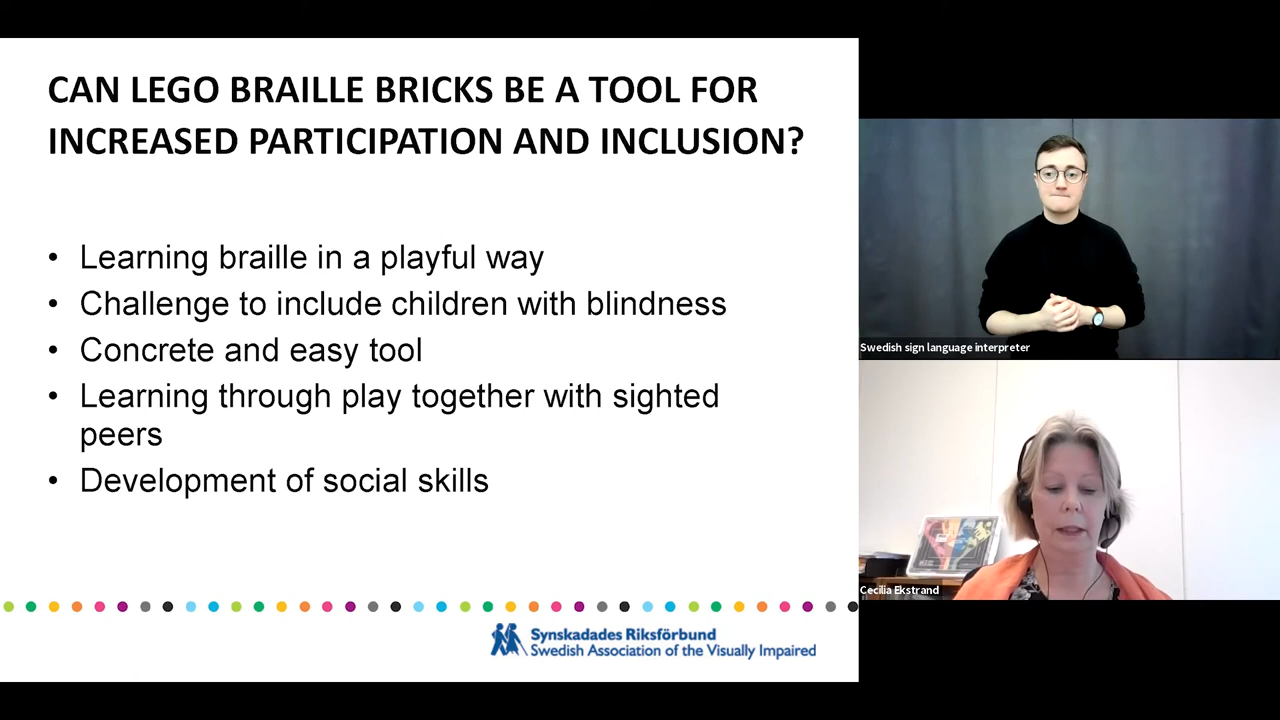 CAN LEGO BRAILLE BRICKS BE A TOOL FOR
INCREASED PARTICIPATION AND INCLUSION?
• Learning braille in a playful way
• Challenge to include children with blindness
• Concrete and easy tool
• Learning through play together with sighted
peers
• Development of social skills
Synskadades Riksförbund
Swedish Association of the Visually Impaired
Swedish sign language interpreter
Cecilia Ekstrand